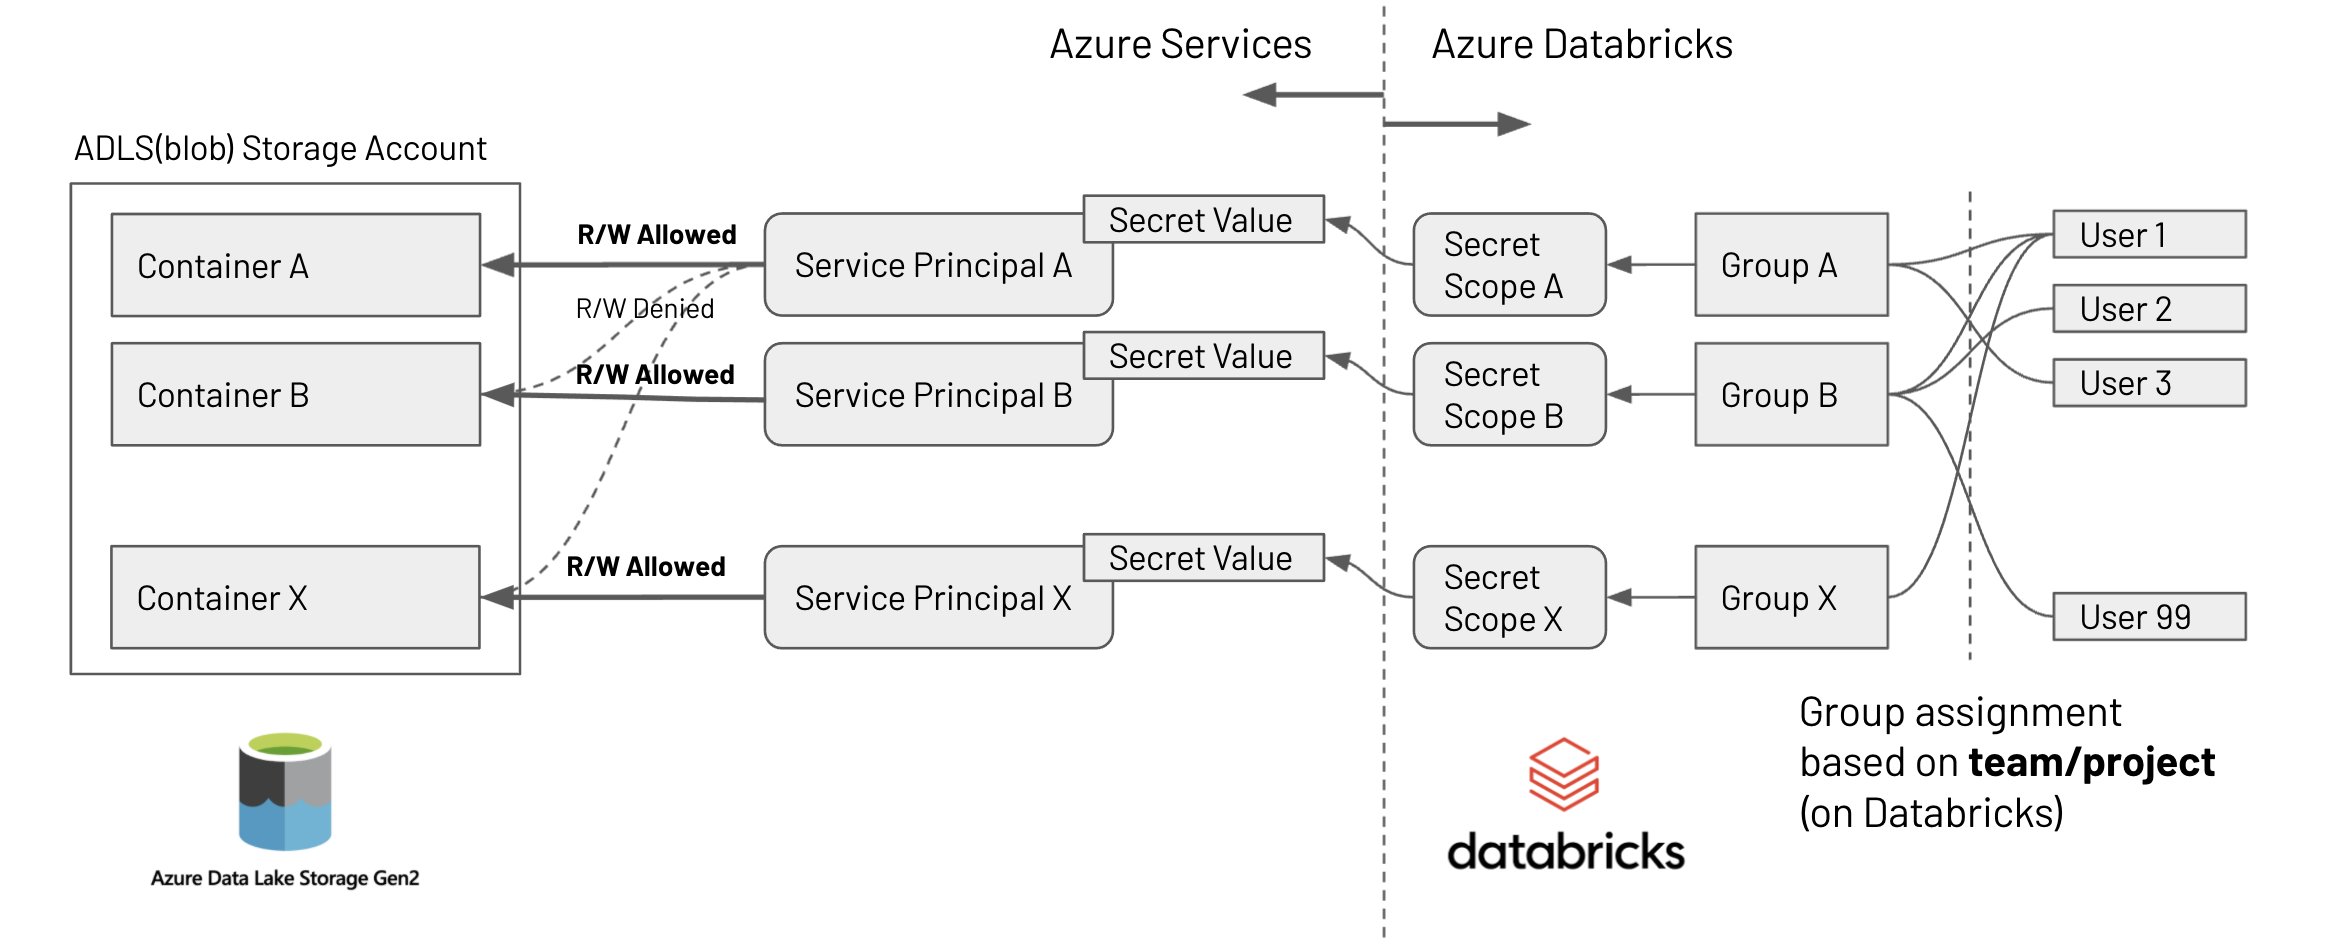 Azure Services
Azure Databricks
ADLS(blob) Storage Account
Container A
R/W Allowed
Service Principal A
Secret Value
Secret
Scope A
Group A
User 1
R/W Denied
User 2
Container B
R/W Allowed
Service Principal B
Secret Value
Secret
Scope B
Group B
User 3
Container X
R/W Allowed
Service Principal X
Secret Value
Secret
Scope X
Group X
User 99
Group assignment
based on team/project
(on Databricks)
databricks
Azure Data Lake Storage Gen2